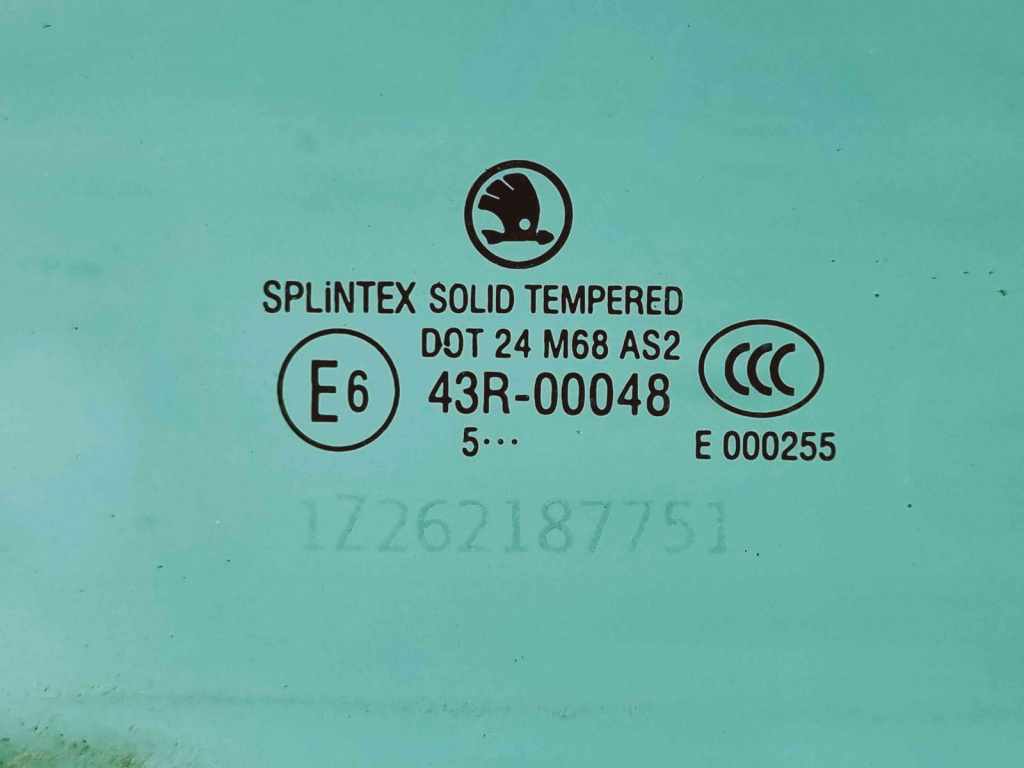 SPLiNTEX SOLID TEMPERED
DOT 24 M68 AS2
E6 43R-00048 CCC
5··· E 000255
1Z262187751